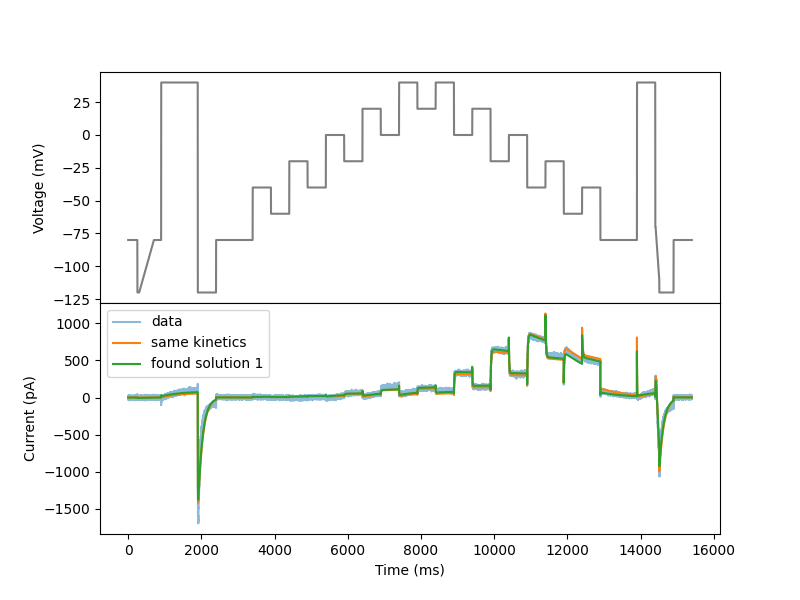 25
0
−25
−50
−75
−100
−125
Voltage (mV)
1000
500
0
−500
−1000
−1500
Current (pA)
data
same kinetics
found solution 1
0 2000 4000 6000 8000 10000 12000 14000 16000
Time (ms)